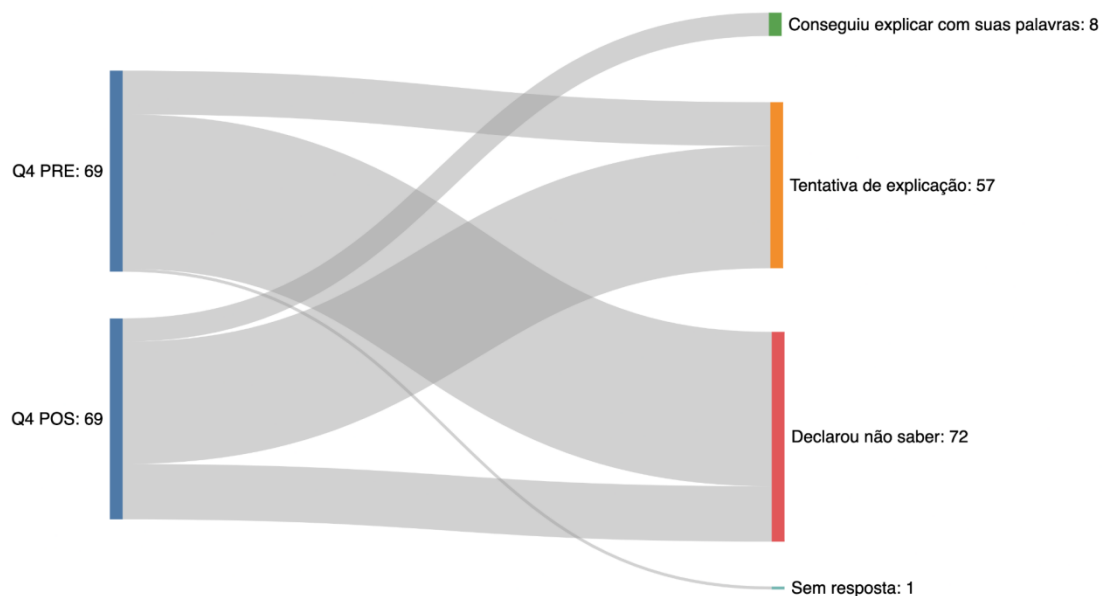 Conseguiu explicar com suas palavras: 8
Q4 PRE: 69
Tentativa de explicação: 57
Q4 POS: 69
Declarou não saber: 72
Sem resposta: 1